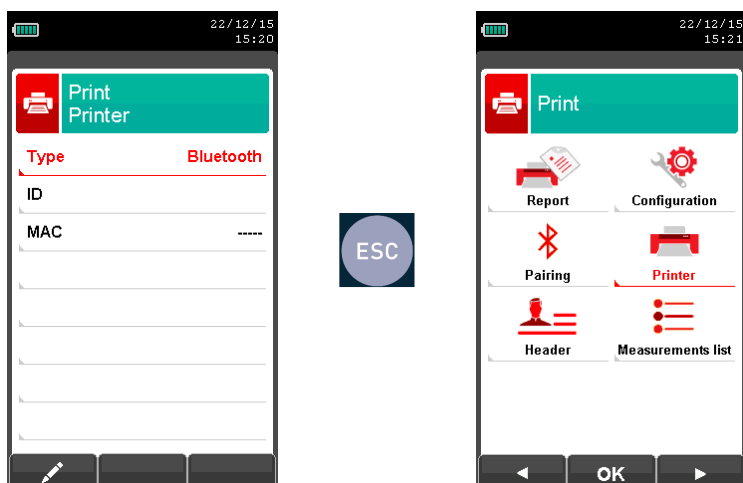 22/12/15
15:20
Print
Printer
Type Bluetooth
ID
MAC -----
ESC
22/12/15
15:21
Print
Report Configuration
Pairing Printer
Header Measurements list
OK